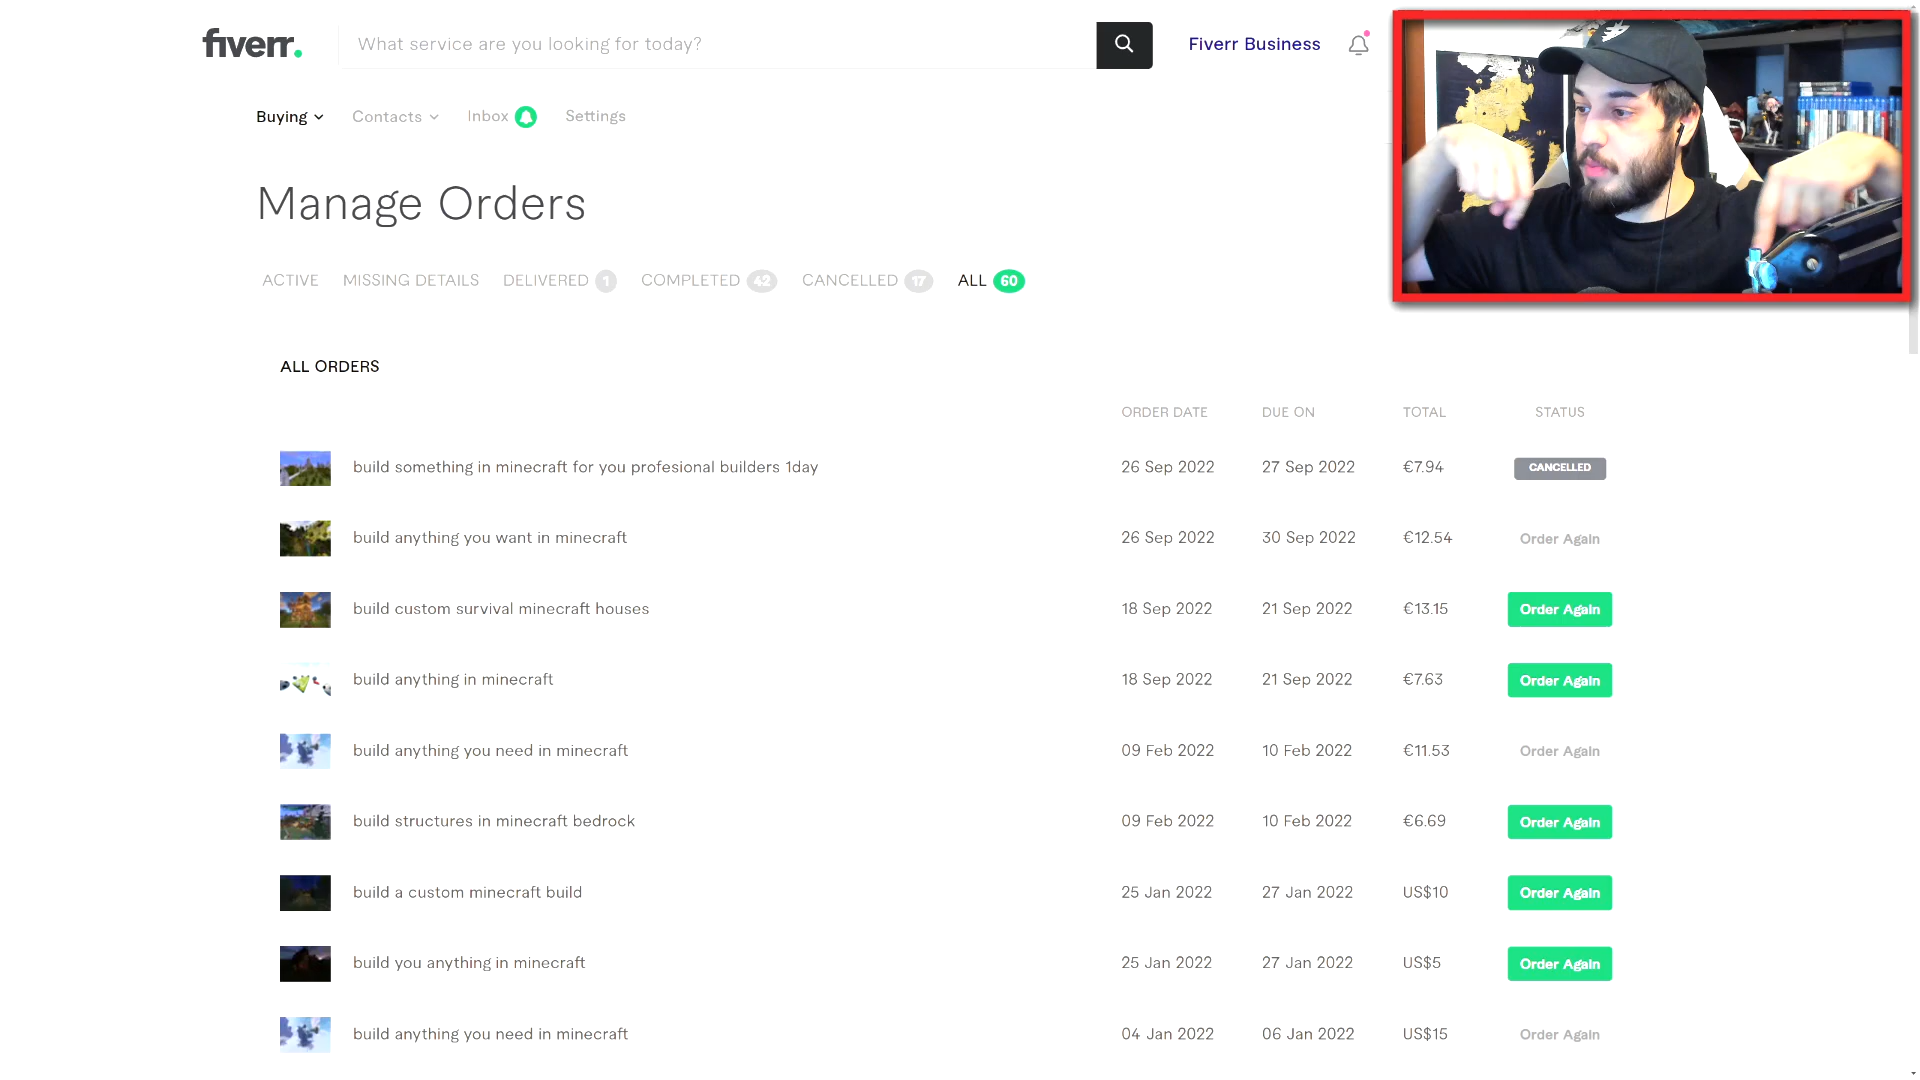 fiverr.
What service are you looking for today?
Fiverr Business
Buying
Contacts
Inbox
Settings
Manage Orders
ACTIVE
MISSING DETAILS
DELIVERED 1
COMPLETED 42
CANCELLED 17
ALL 60
ALL ORDERS
ORDER DATE DUE ON TOTAL STATUS
build something in minecraft for you profesional builders 1day 26 Sep 2022 27 Sep 2022 €7.94 CANCELLED
build anything you want in minecraft 26 Sep 2022 30 Sep 2022 €12.54 Order Again
build custom survival minecraft houses 18 Sep 2022 21 Sep 2022 €13.15 Order Again
build anything in minecraft 18 Sep 2022 21 Sep 2022 €7.63 Order Again
build anything you need in minecraft 09 Feb 2022 10 Feb 2022 €11.53 Order Again
build structures in minecraft bedrock 09 Feb 2022 10 Feb 2022 €6.69 Order Again
build a custom minecraft build 25 Jan 2022 27 Jan 2022 US$10 Order Again
build you anything in minecraft 25 Jan 2022 27 Jan 2022 US$5 Order Again
build anything you need in minecraft 04 Jan 2022 06 Jan 2022 US$15 Order Again